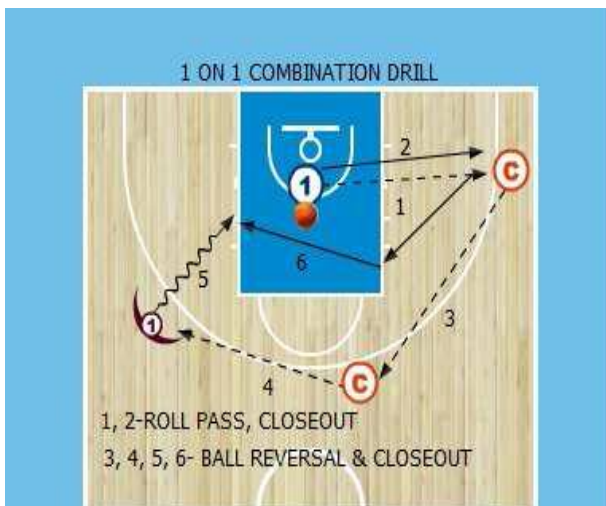 1 ON 1 COMBINATION DRILL
2
C
1
1
6
5
3
1
4
C
1, 2-ROLL PASS, CLOSEOUT
3, 4, 5, 6- BALL REVERSAL & CLOSEOUT